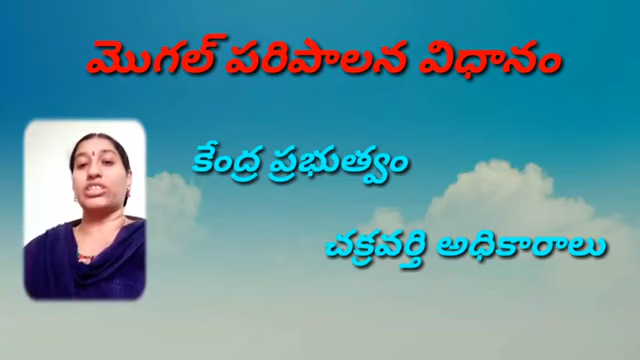 మొగల్ పరిపాలన విధానం
కేంద్ర ప్రభుత్వం
చక్రవర్తి అధికారాలు